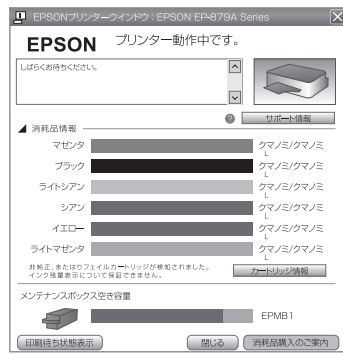 EPSONプリンターウインドウ : EPSON EP-879A Series
EPSON プリンター動作中です。
しばらくお待ちください。
サポート情報
消耗品情報
マゼンタ クマノミ/クマノミ
L
ブラック クマノミ/クマノミ
L
ライトシアン クマノミ/クマノミ
L
シアン クマノミ/クマノミ
L
イエロー クマノミ/クマノミ
L
ライトマゼンタ クマノミ/クマノミ
L
非純正、またはリフィルカートリッジが検知されました。
インク残量表示について保証できません。
カートリッジ情報
メンテナンスボックス空き容量
EPMB1
印刷待ち状態表示 閉じる 消耗品購入のご案内